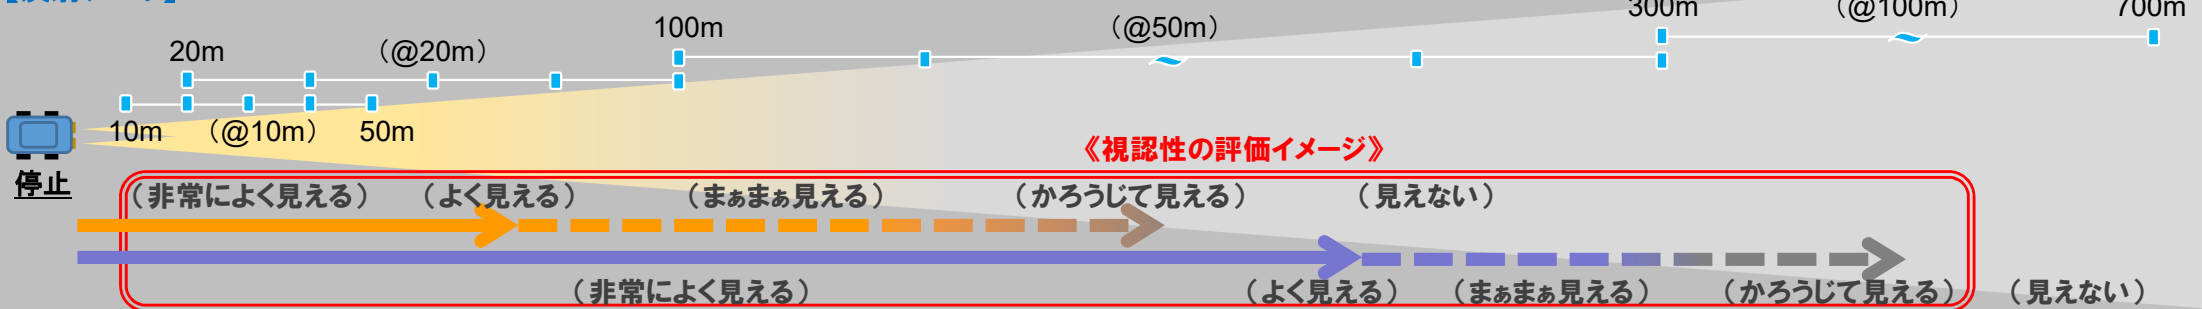 300m （@100m） 700m
100m （@50m）
20m （@20m）
10m （@10m） 50m
《視認性の評価イメージ》
停止
（非常によく見える） （よく見える） （まぁまぁ見える） （かろうじて見える） （見えない）
（非常によく見える） （よく見える） （まぁまぁ見える） （かろうじて見える） （見えない）